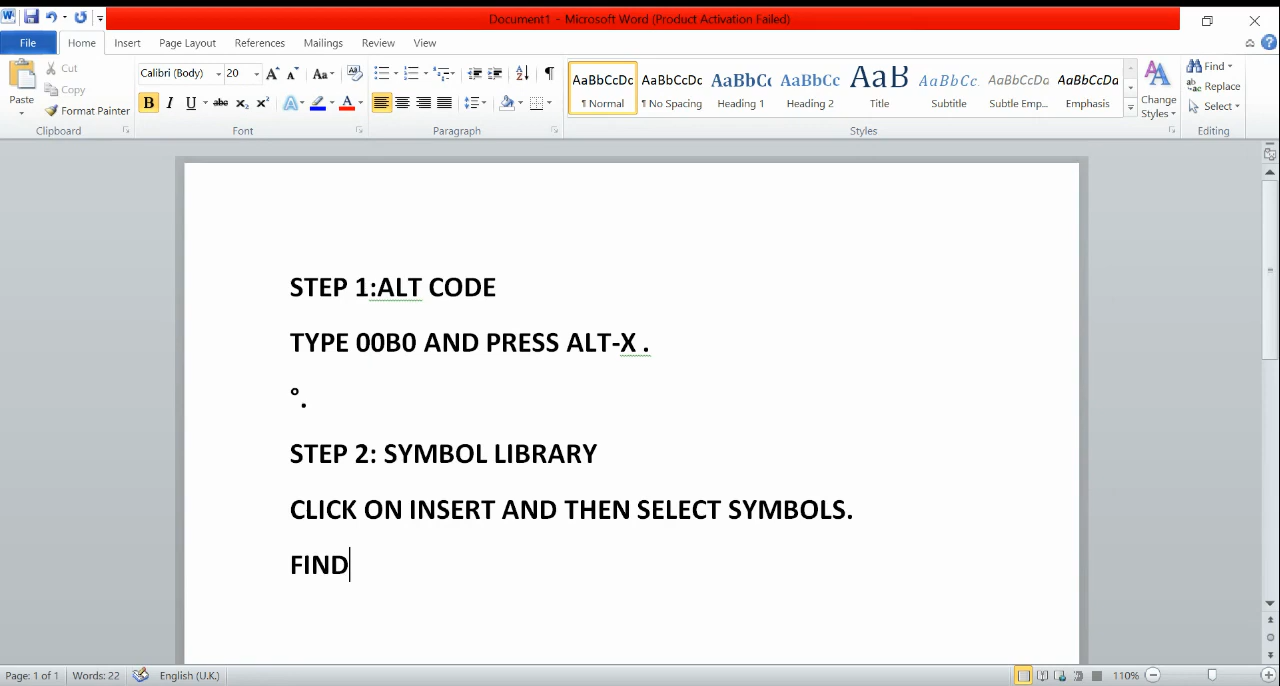 Document1 - Microsoft Word (Product Activation Failed)
File Home Insert Page Layout References Mailings Review View
Paste
Cut
Copy
Format Painter
Clipboard
Calibri (Body) 20
Font
Paragraph
AaBbCcDc AaBbCcDc AaBbC AaBbCc AaB AaBbCc. AaBbCcDa AaBbCcDa
¶ Normal ¶ No Spacing Heading 1 Heading 2 Title Subtitle Subtle Emp... Emphasis
Change
Styles
Styles
Find
Replace
Select
Editing
STEP 1:ALT CODE
TYPE 00B0 AND PRESS ALT-X .
°.
STEP 2: SYMBOL LIBRARY
CLICK ON INSERT AND THEN SELECT SYMBOLS.
FIND
Page: 1 of 1 Words: 22 English (U.K.) 110%